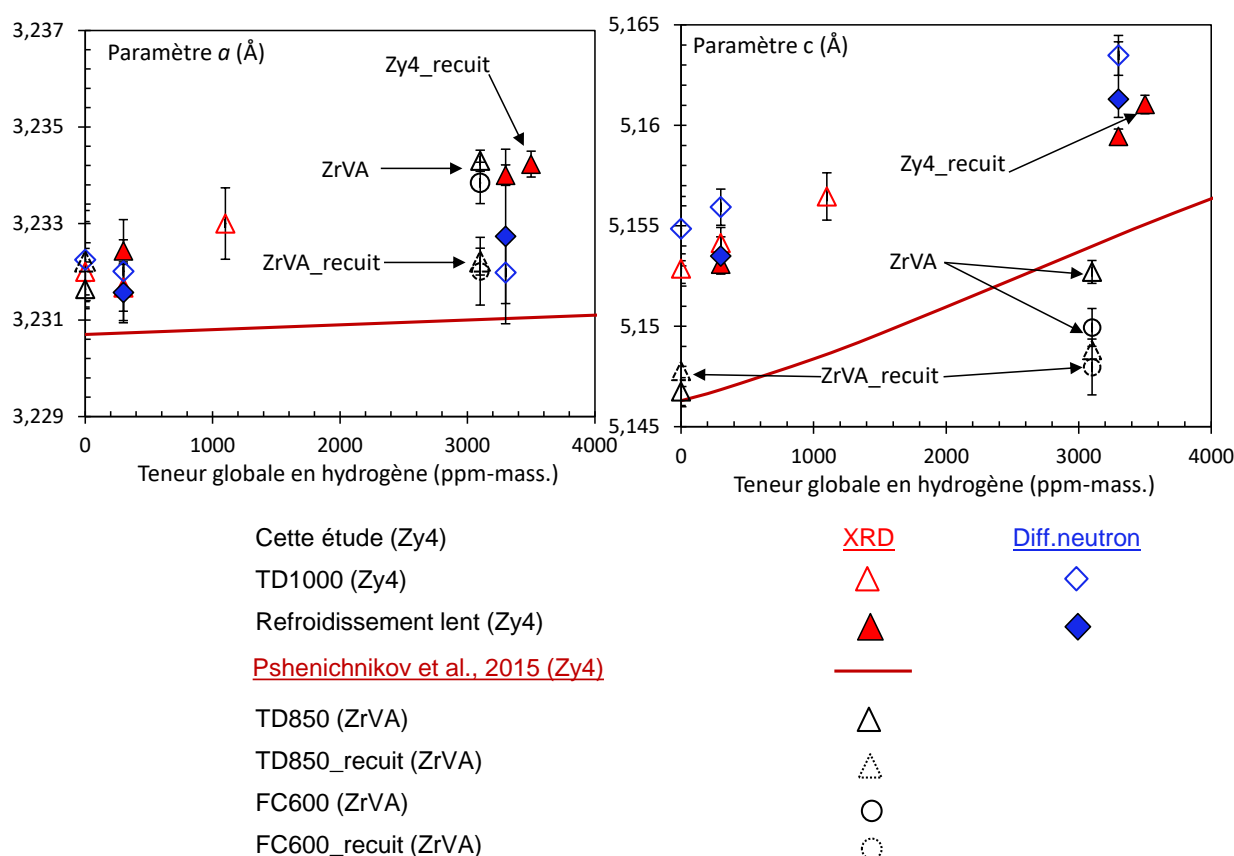 Paramètre a (Å)
3,237
3,235
3,233
3,231
3,229
Zy4_recuit
ZrVA
ZrVA_recuit
0 1000 2000 3000 4000
Teneur globale en hydrogène (ppm-mass.)
Paramètre c (Å)
5,165
5,16
5,155
5,15
5,145
Zy4_recuit
ZrVA
ZrVA_recuit
0 1000 2000 3000 4000
Teneur globale en hydrogène (ppm-mass.)
Cette étude (Zy4) XRD Diff.neutron
TD1000 (Zy4)
Refroidissement lent (Zy4)
Pshenichnikov et al., 2015 (Zy4)
TD850 (ZrVA)
TD850_recuit (ZrVA)
FC600 (ZrVA)
FC600_recuit (ZrVA)